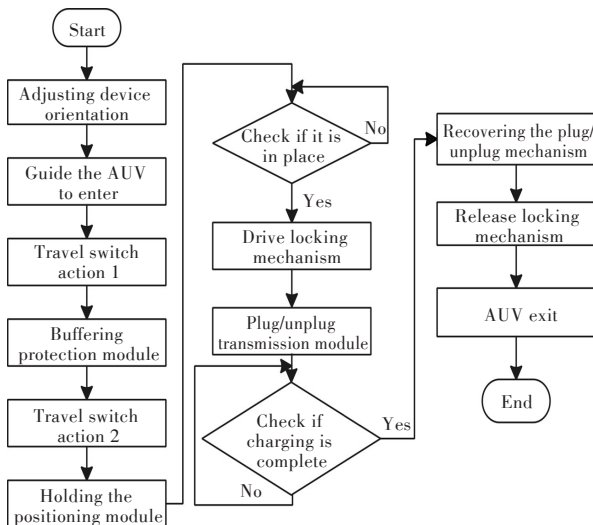 Start
Adjusting device
orientation
Guide the AUV
to enter
Travel switch
action 1
Buffering
protection module
Travel switch
action 2
Holding the
positioning module
Check if it is
in place
No
Yes
Drive locking
mechanism
Plug/unplug
transmission module
Check if
charging is
complete
No
Yes
Recovering the plug/
unplug mechanism
Release locking
mechanism
AUV exit
End